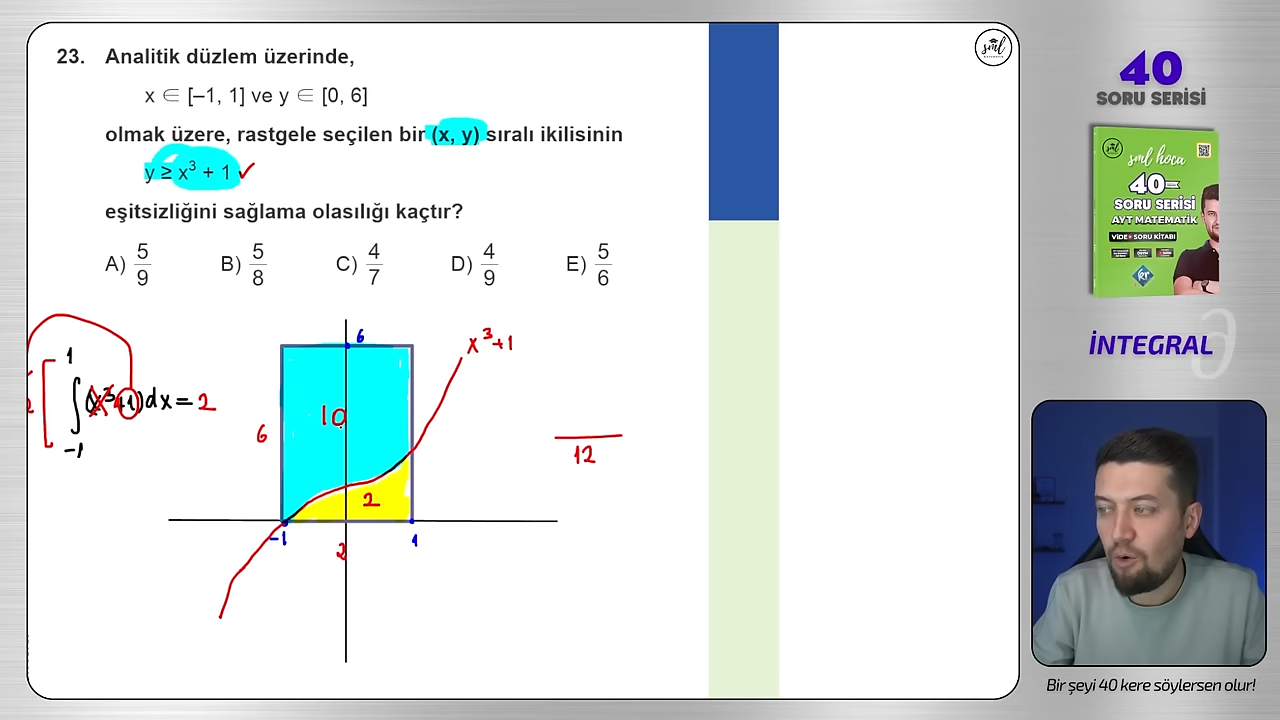 23. Analitik düzlem üzerinde,
x ∈ [–1, 1] ve y ∈ [0, 6]
olmak üzere, rastgele seçilen bir (x, y) sıralı ikilisinin
y ≥ x³ + 1 ✓
eşitsizliğini sağlama olasılığı kaçtır?
A) 5/9 B) 5/8 C) 4/7 D) 4/9 E) 5/6
6
x³+1
1
∫ (x³+1) dx = 2
-1
10
6
2
12
-1
1
2
sml
40
SORU SERİSİ
sml hoca
40
SORU SERİSİ
AYT MATEMATİK
VİDEO SORU KİTABI
İNTEGRAL
Bir şeyi 40 kere söylersen olur!